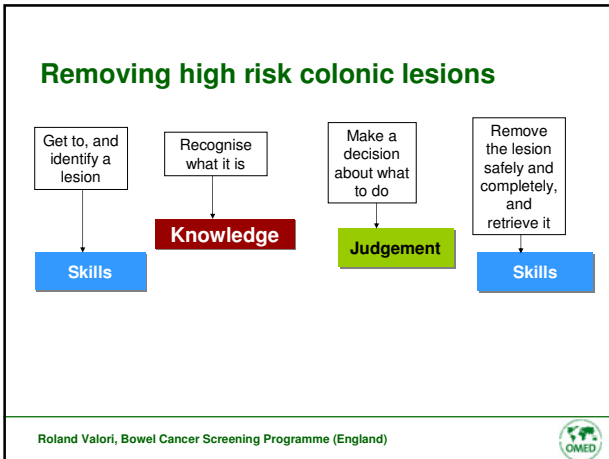 Removing high risk colonic lesions
Get to, and
identify a
lesion
Skills
Recognise
what it is
Knowledge
Make a
decision
about what
to do
Judgement
Remove
the lesion
safely and
completely,
and
retrieve it
Skills
Roland Valori, Bowel Cancer Screening Programme (England)
OMED